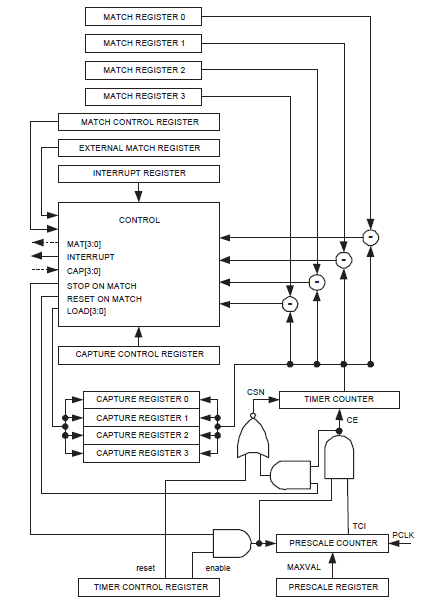 MATCH REGISTER 0
MATCH REGISTER 1
MATCH REGISTER 2
MATCH REGISTER 3
MATCH CONTROL REGISTER
EXTERNAL MATCH REGISTER
INTERRUPT REGISTER
CONTROL
MAT[3:0]
INTERRUPT
CAP[3:0]
STOP ON MATCH
RESET ON MATCH
LOAD[3:0]
-
-
-
-
CAPTURE CONTROL REGISTER
CAPTURE REGISTER 0
CAPTURE REGISTER 1
CAPTURE REGISTER 2
CAPTURE REGISTER 3
CSN
TIMER COUNTER
CE
TCI
PCLK
PRESCALE COUNTER
reset
enable
MAXVAL
TIMER CONTROL REGISTER
PRESCALE REGISTER